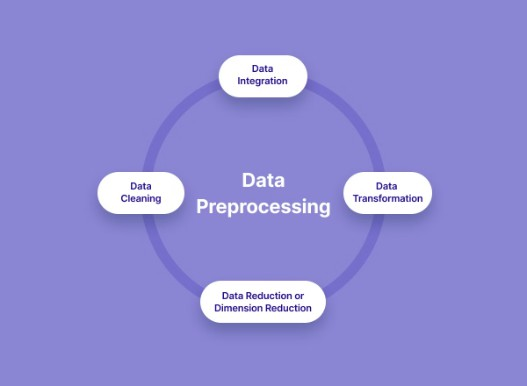 Data
Integration
Data
Cleaning
Data
Preprocessing
Data
Transformation
Data Reduction or
Dimension Reduction